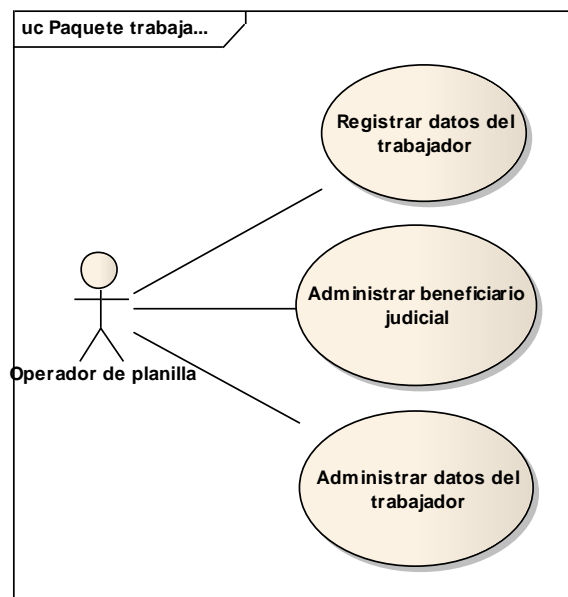 uc Paquete trabaja...
Registrar datos del
trabajador
Administrar beneficiario
judicial
Operador de planilla
Administrar datos del
trabajador